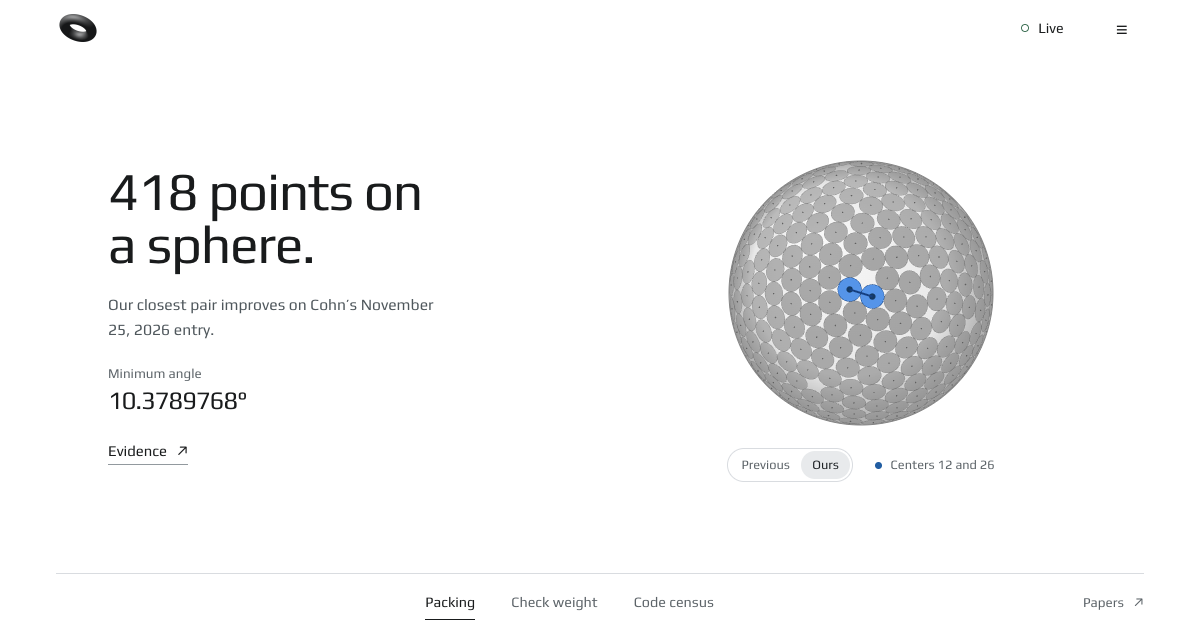 Live
418 points on
a sphere.
Our closest pair improves on Cohn's November
25, 2026 entry.
Minimum angle
10.3789768°
Evidence
Previous
Ours
Centers 12 and 26
Packing
Check weight
Code census
Papers